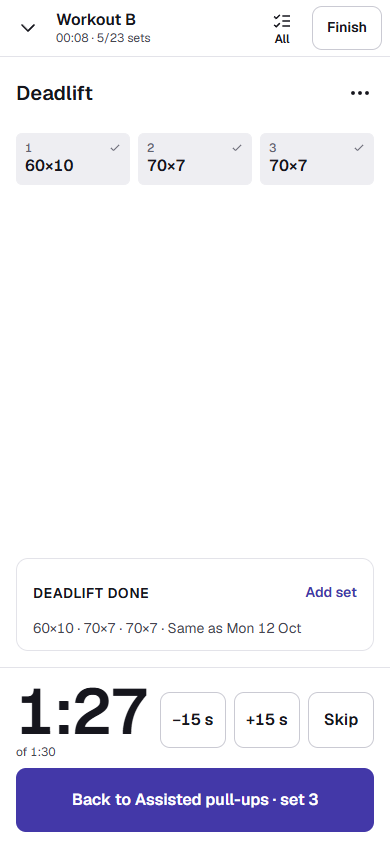 Workout B
00:08 · 5/23 sets
All
Finish
Deadlift
1
60×10
2
70×7
3
70×7
DEADLIFT DONE
Add set
60×10 · 70×7 · 70×7 · Same as Mon 12 Oct
1:27
of 1:30
−15 s
+15 s
Skip
Back to Assisted pull-ups · set 3